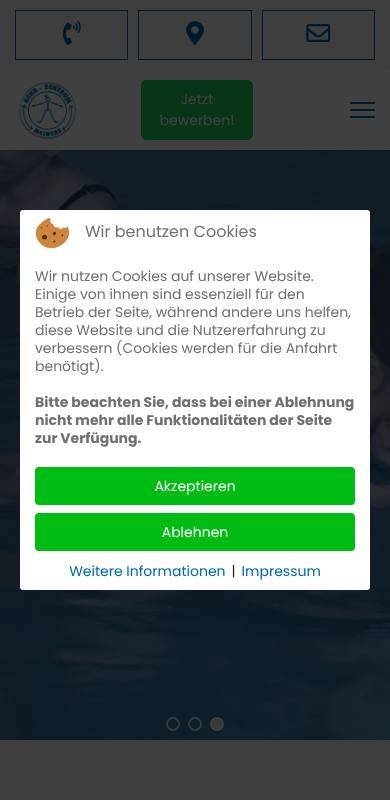 Jetzt
bewerben!
Wir benutzen Cookies
Wir nutzen Cookies auf unserer Website.
Einige von ihnen sind essenziell für den
Betrieb der Seite, während andere uns helfen,
diese Website und die Nutzererfahrung zu
verbessern (Cookies werden für die Anfahrt
benötigt).
Bitte beachten Sie, dass bei einer Ablehnung
nicht mehr alle Funktionalitäten der Seite
zur Verfügung.
Akzeptieren
Ablehnen
Weitere Informationen | Impressum